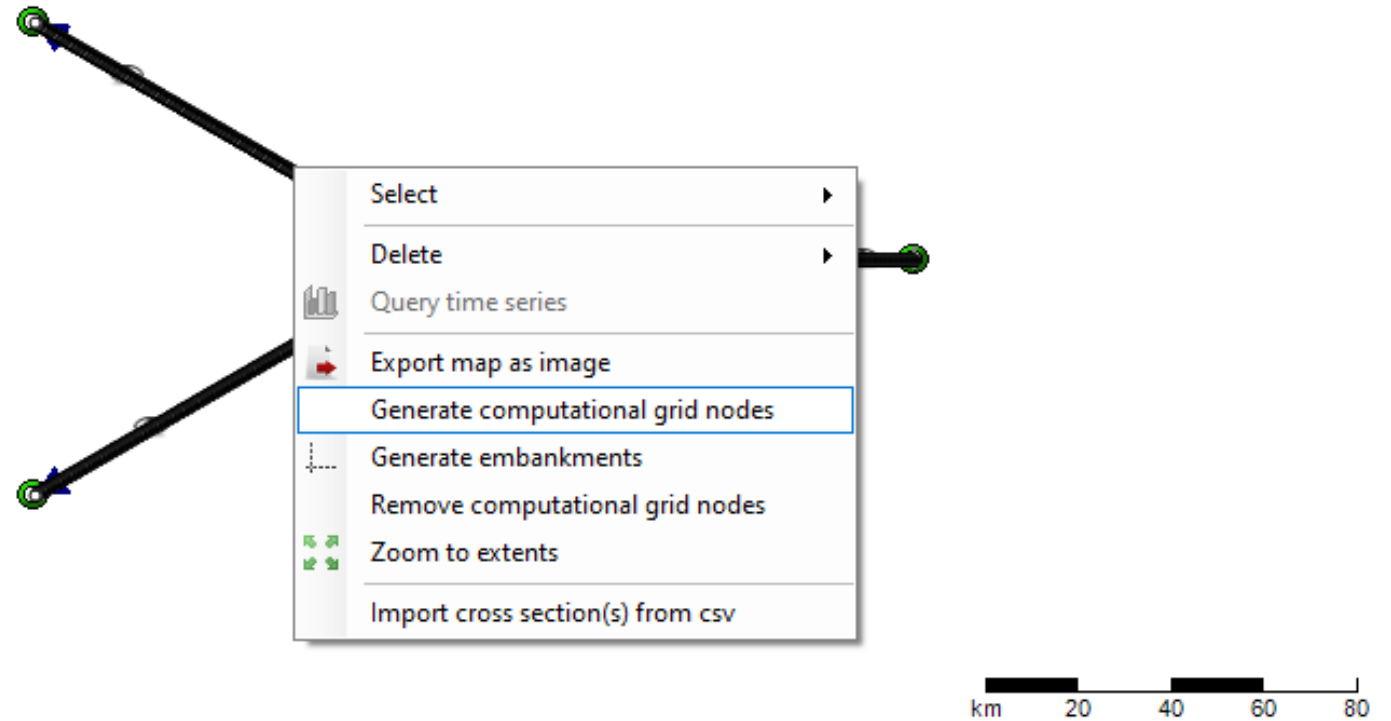 Select
Delete
Query time series
Export map as image
Generate computational grid nodes
Generate embankments
Remove computational grid nodes
Zoom to extents
Import cross section(s) from csv
km 20 40 60 80